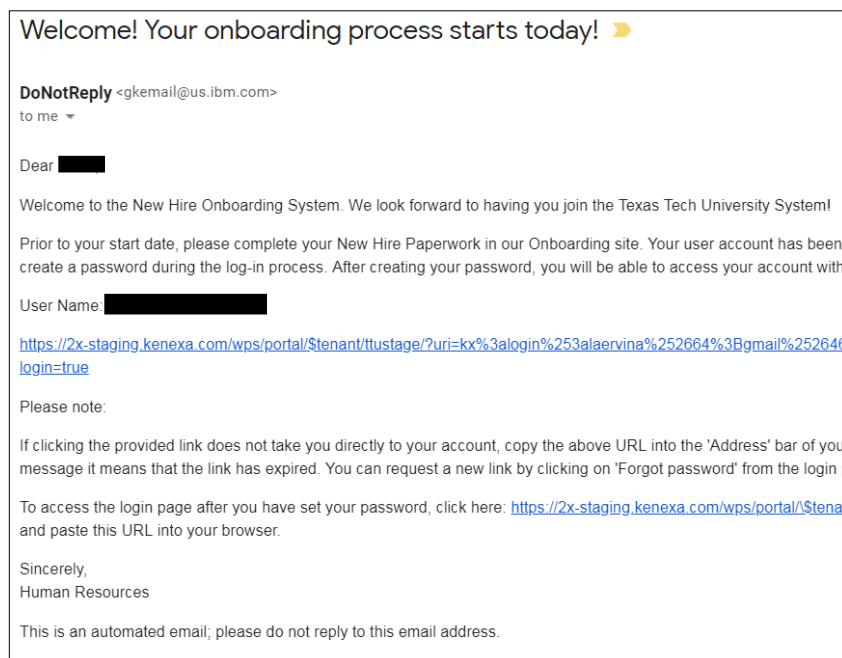 Welcome! Your onboarding process starts today!
DoNotReply <gkemail@us.ibm.com>
to me
Dear
Welcome to the New Hire Onboarding System. We look forward to having you join the Texas Tech University System!
Prior to your start date, please complete your New Hire Paperwork in our Onboarding site. Your user account has been
create a password during the log-in process. After creating your password, you will be able to access your account with
User Name:
https://2x-staging.kenexa.com/wps/portal/$tenant/ttustage/?uri=kx%3alogin%253alaervina%252664%3Bgmail%252646
login=true
Please note:
If clicking the provided link does not take you directly to your account, copy the above URL into the 'Address' bar of you
message it means that the link has expired. You can request a new link by clicking on 'Forgot password' from the login
To access the login page after you have set your password, click here: https://2x-staging.kenexa.com/wps/portal/\$tena
and paste this URL into your browser.
Sincerely,
Human Resources
This is an automated email; please do not reply to this email address.